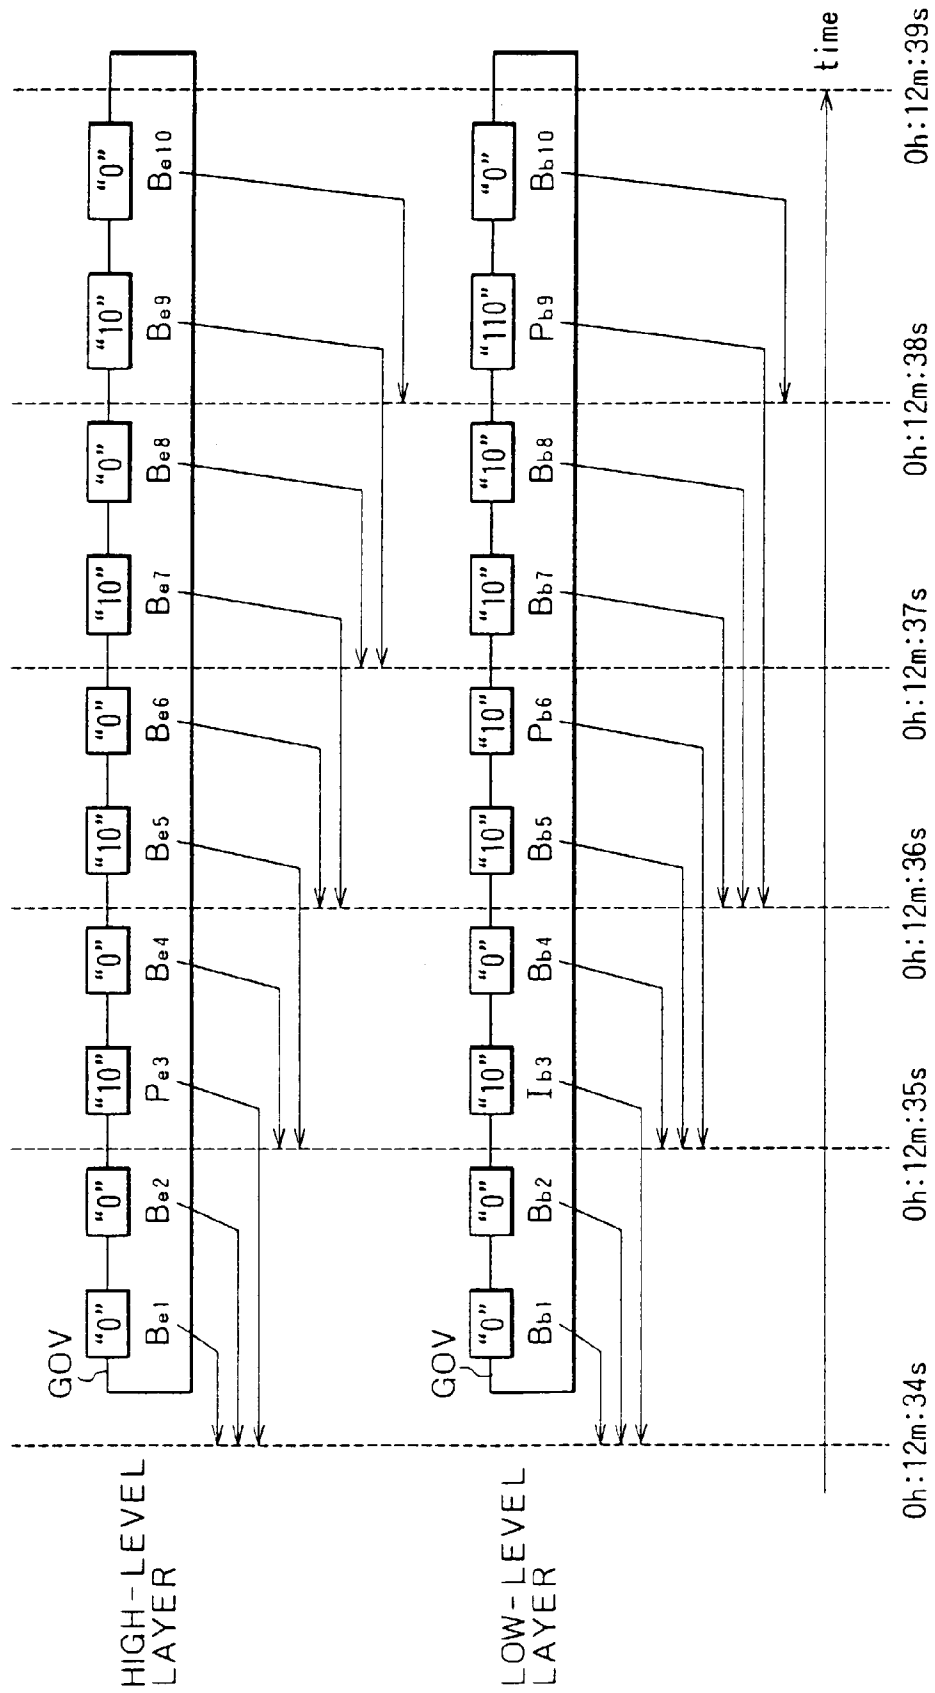 HIGH-LEVEL
LAYER
GOV
“0” “0” “10” “0” “10” “0” “10” “0” “10” “0”
Be1 Be2 Pe3 Be4 Be5 Be6 Be7 Be8 Be9 Be10
LOW-LEVEL
LAYER
GOV
“0” “0” “10” “0” “10” “10” “10” “10” “110” “0”
Bb1 Bb2 Ib3 Bb4 Bb5 Pb6 Bb7 Bb8 Pb9 Bb10
time
0h:12m:34s 0h:12m:35s 0h:12m:36s 0h:12m:37s 0h:12m:38s 0h:12m:39s